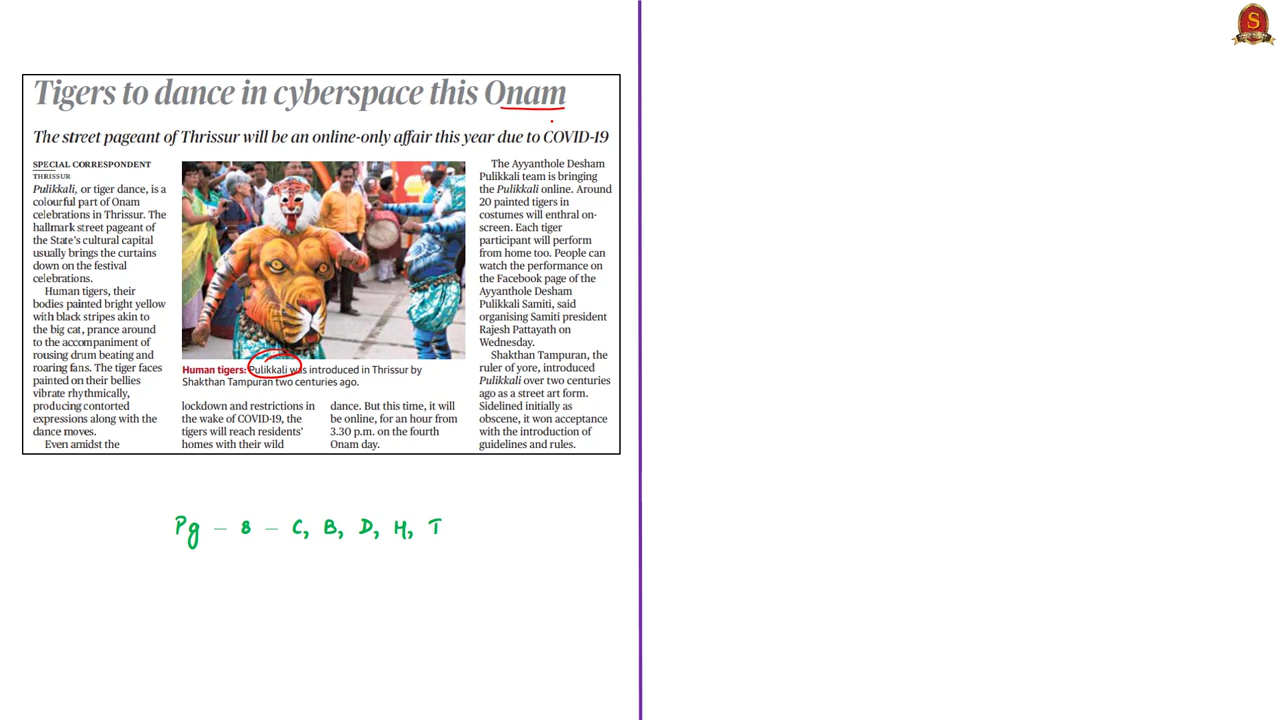 Tigers to dance in cyberspace this Onam
The street pageant of Thrissur will be an online-only affair this year due to COVID-19
SPECIAL CORRESPONDENT
THRISSUR
Pulikkali, or tiger dance, is a
colourful part of Onam
celebrations in Thrissur. The
hallmark street pageant of
the State's cultural capital
usually brings the curtains
down on the festival
celebrations.
Human tigers, their
bodies painted bright yellow
with black stripes akin to
the big cat, prance around
to the accompaniment of
rousing drum beating and
roaring fans. The tiger faces
painted on their bellies
vibrate rhythmically,
producing contorted
expressions along with the
dance moves.
Even amidst the
Human tigers: Pulikkali was introduced in Thrissur by
Shakthan Tampuran two centuries ago.
lockdown and restrictions in
the wake of COVID-19, the
tigers will reach residents'
homes with their wild
dance. But this time, it will
be online, for an hour from
3.30 p.m. on the fourth
Onam day.
The Ayyanthole Desham
Pulikkali team is bringing
the Pulikkali online. Around
20 painted tigers in
costumes will enthral on-
screen. Each tiger
participant will perform
from home too. People can
watch the performance on
the Facebook page of the
Ayyanthole Desham
Pulikkali Samiti, said
organising Samiti president
Rajesh Pattayath on
Wednesday.
Shakthan Tampuran, the
ruler of yore, introduced
Pulikkali over two centuries
ago as a street art form.
Sidelined initially as
obscene, it won acceptance
with the introduction of
guidelines and rules.
Pg – 8 – C, B, D, H, T
S